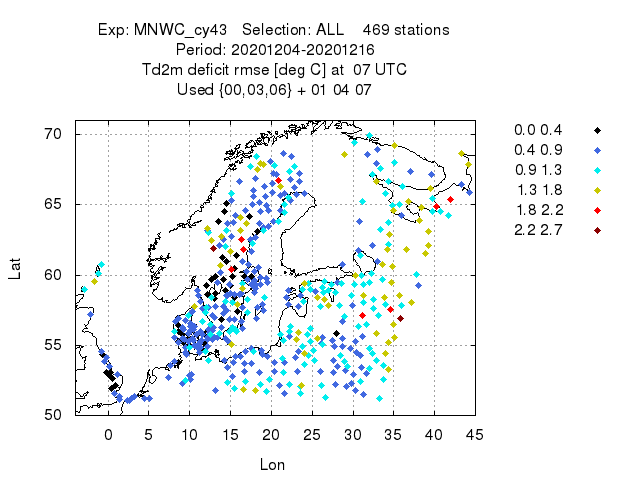 Exp: MNWC_cy43 Selection: ALL 469 stations
Period: 20201204-20201216
Td2m deficit rmse [deg C] at 07 UTC
Used {00,03,06} + 01 04 07
0.0 0.4
0.4 0.9
0.9 1.3
1.3 1.8
1.8 2.2
2.2 2.7
70
65
60
55
50
Lat
0 5 10 15 20 25 30 35 40 45
Lon